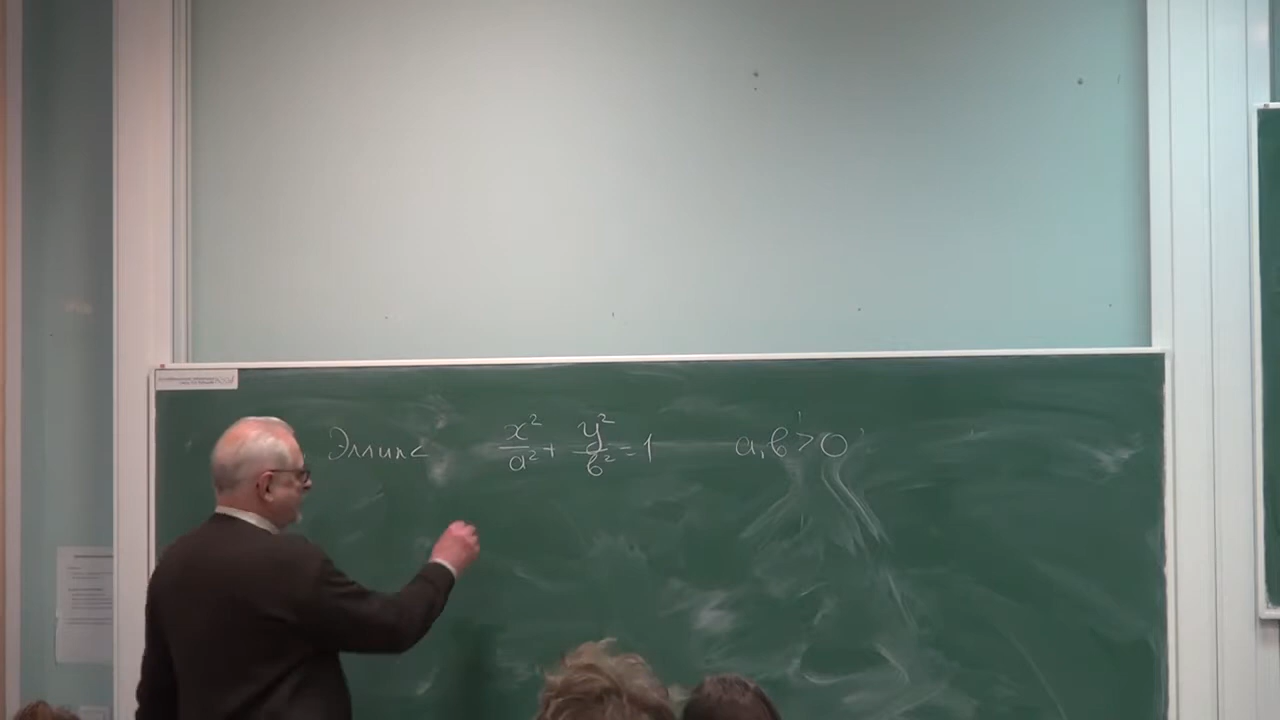 Эллипс x²/a² + y²/b² = 1 a, b > 0